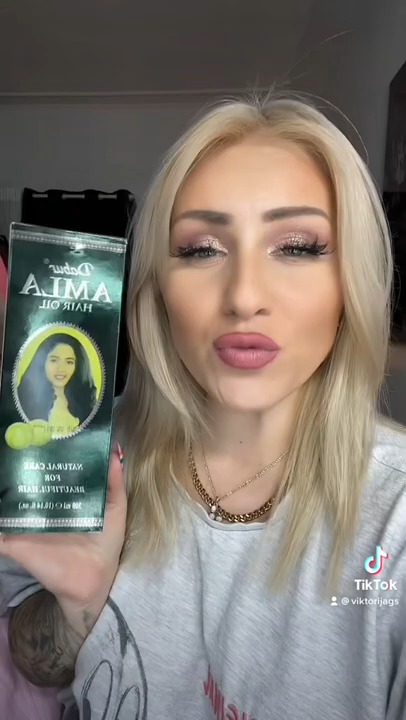 Dabur®
AMLA
HAIR OIL
NATURAL CARE
FOR
BEAUTIFUL HAIR
TikTok
@ viktorijags